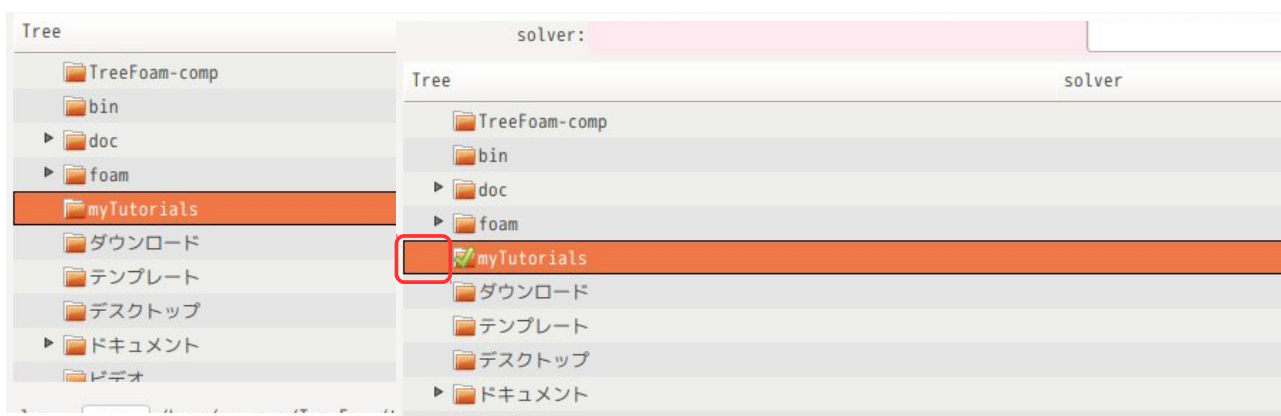 Tree
TreeFoam-comp
bin
doc
foam
myTutorials
ダウンロード
テンプレート
デスクトップ
ドキュメント
ビデオ
solver:
Tree solver
TreeFoam-comp
bin
doc
foam
myTutorials
ダウンロード
テンプレート
デスクトップ
ドキュメント